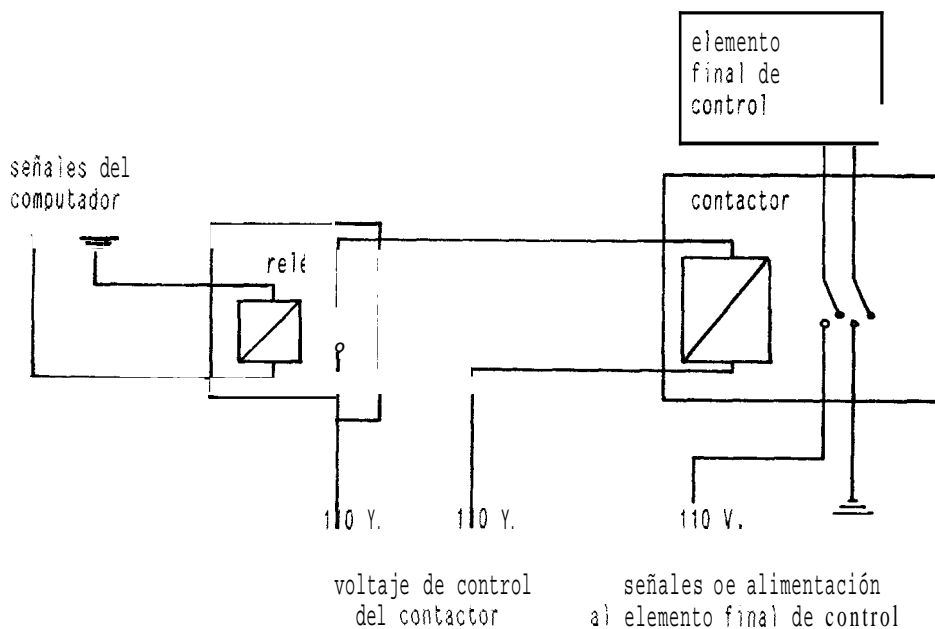 elemento
final de
control
señales del
computador
contactor
relé
110 Y.
110 Y.
110 V.
voltaje de control
del contactor
señales oe alimentación
al elemento final de control